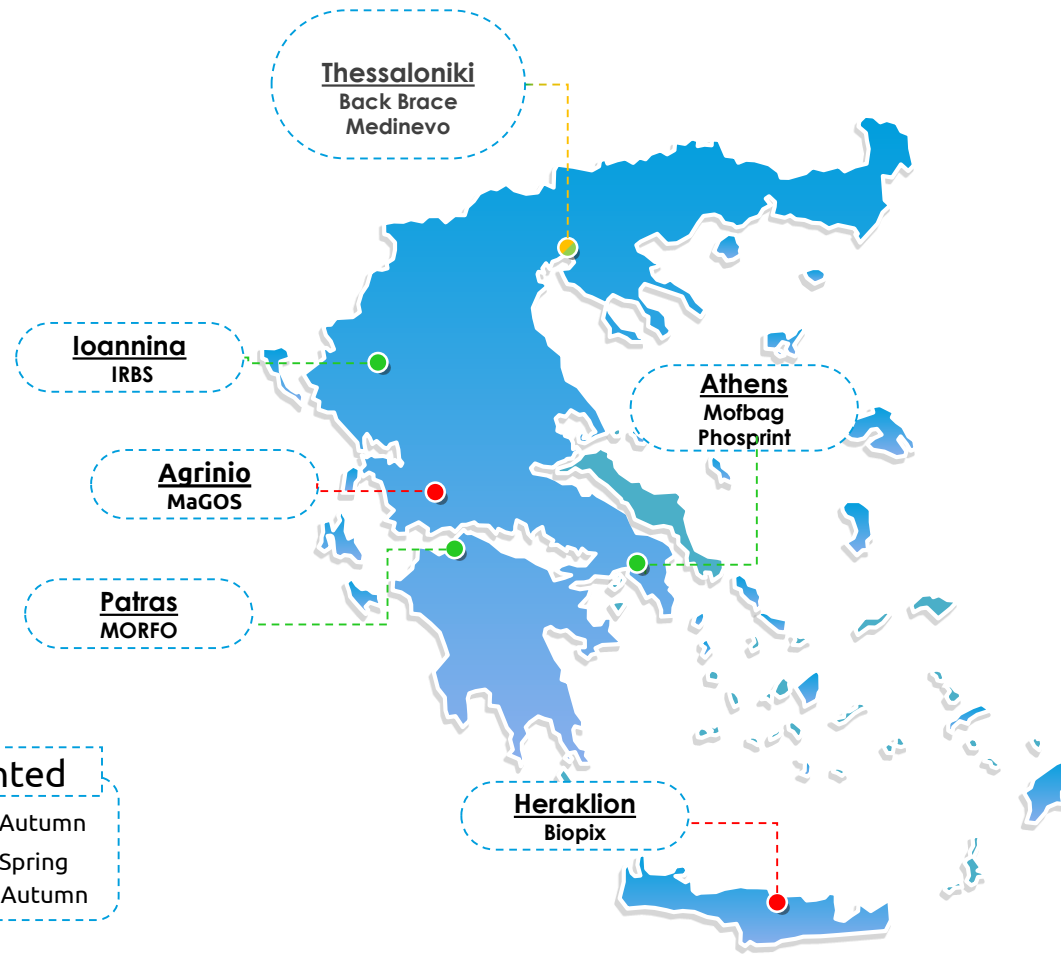 Thessaloniki
Back Brace
Medinevo
Ioannina
IRBS
Athens
Mofbag
Phosprint
Agrinio
MaGOS
Patras
MORFO
Heraklion
Biopix
nted
Autumn
Spring
Autumn